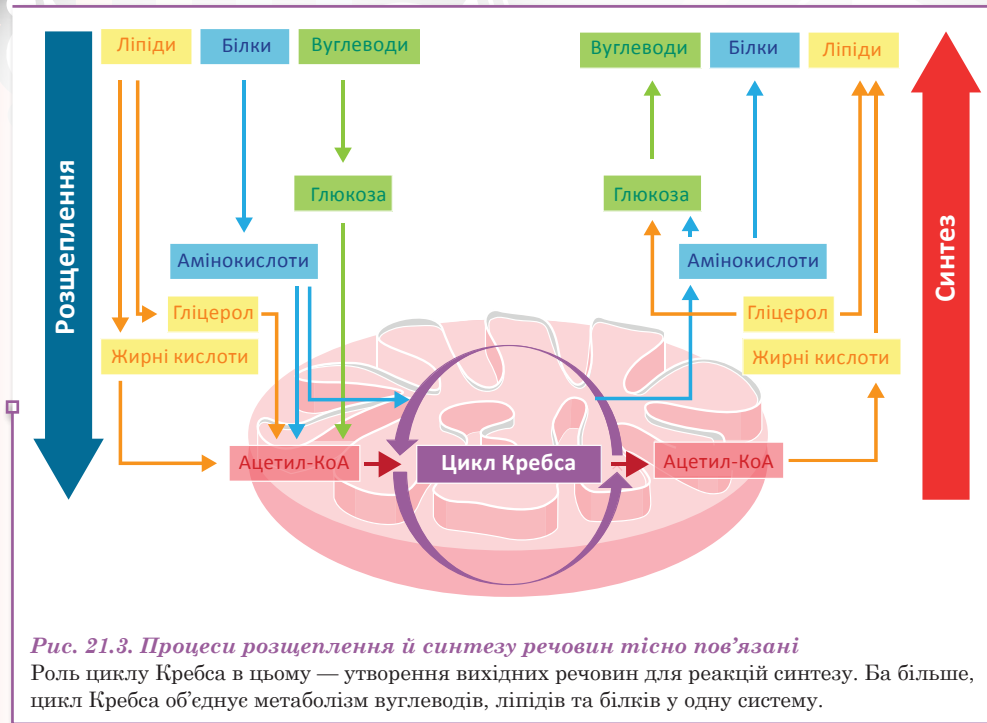 Ліпіди
Білки
Вуглеводи
Вуглеводи
Білки
Ліпіди
Розщеплення
Синтез
Глюкоза
Глюкоза
Амінокислоти
Амінокислоти
Гліцерол
Гліцерол
Жирні кислоти
Жирні кислоти
Ацетил-КоА
Цикл Кребса
Ацетил-КоА
Рис. 21.3. Процеси розщеплення й синтезу речовин тісно пов’язані
Роль циклу Кребса в цьому — утворення вихідних речовин для реакцій синтезу. Ба більше,
цикл Кребса об’єднує метаболізм вуглеводів, ліпідів та білків у одну систему.